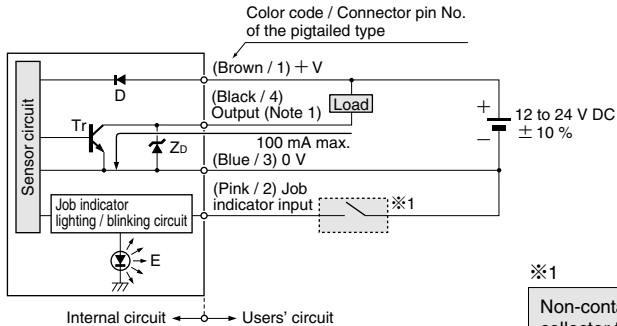 Color code / Connector pin No.
of the pigtailed type
(Brown / 1) + V
D
(Black / 4)
Output (Note 1)
Load
Tr
ZD
100 mA max.
+
−
12 to 24 V DC
± 10 %
Sensor circuit
(Blue / 3) 0 V
(Pink / 2) Job
indicator input
※1
Job indicator
lighting / blinking circuit
E
※1
Internal circuit
Users' circuit